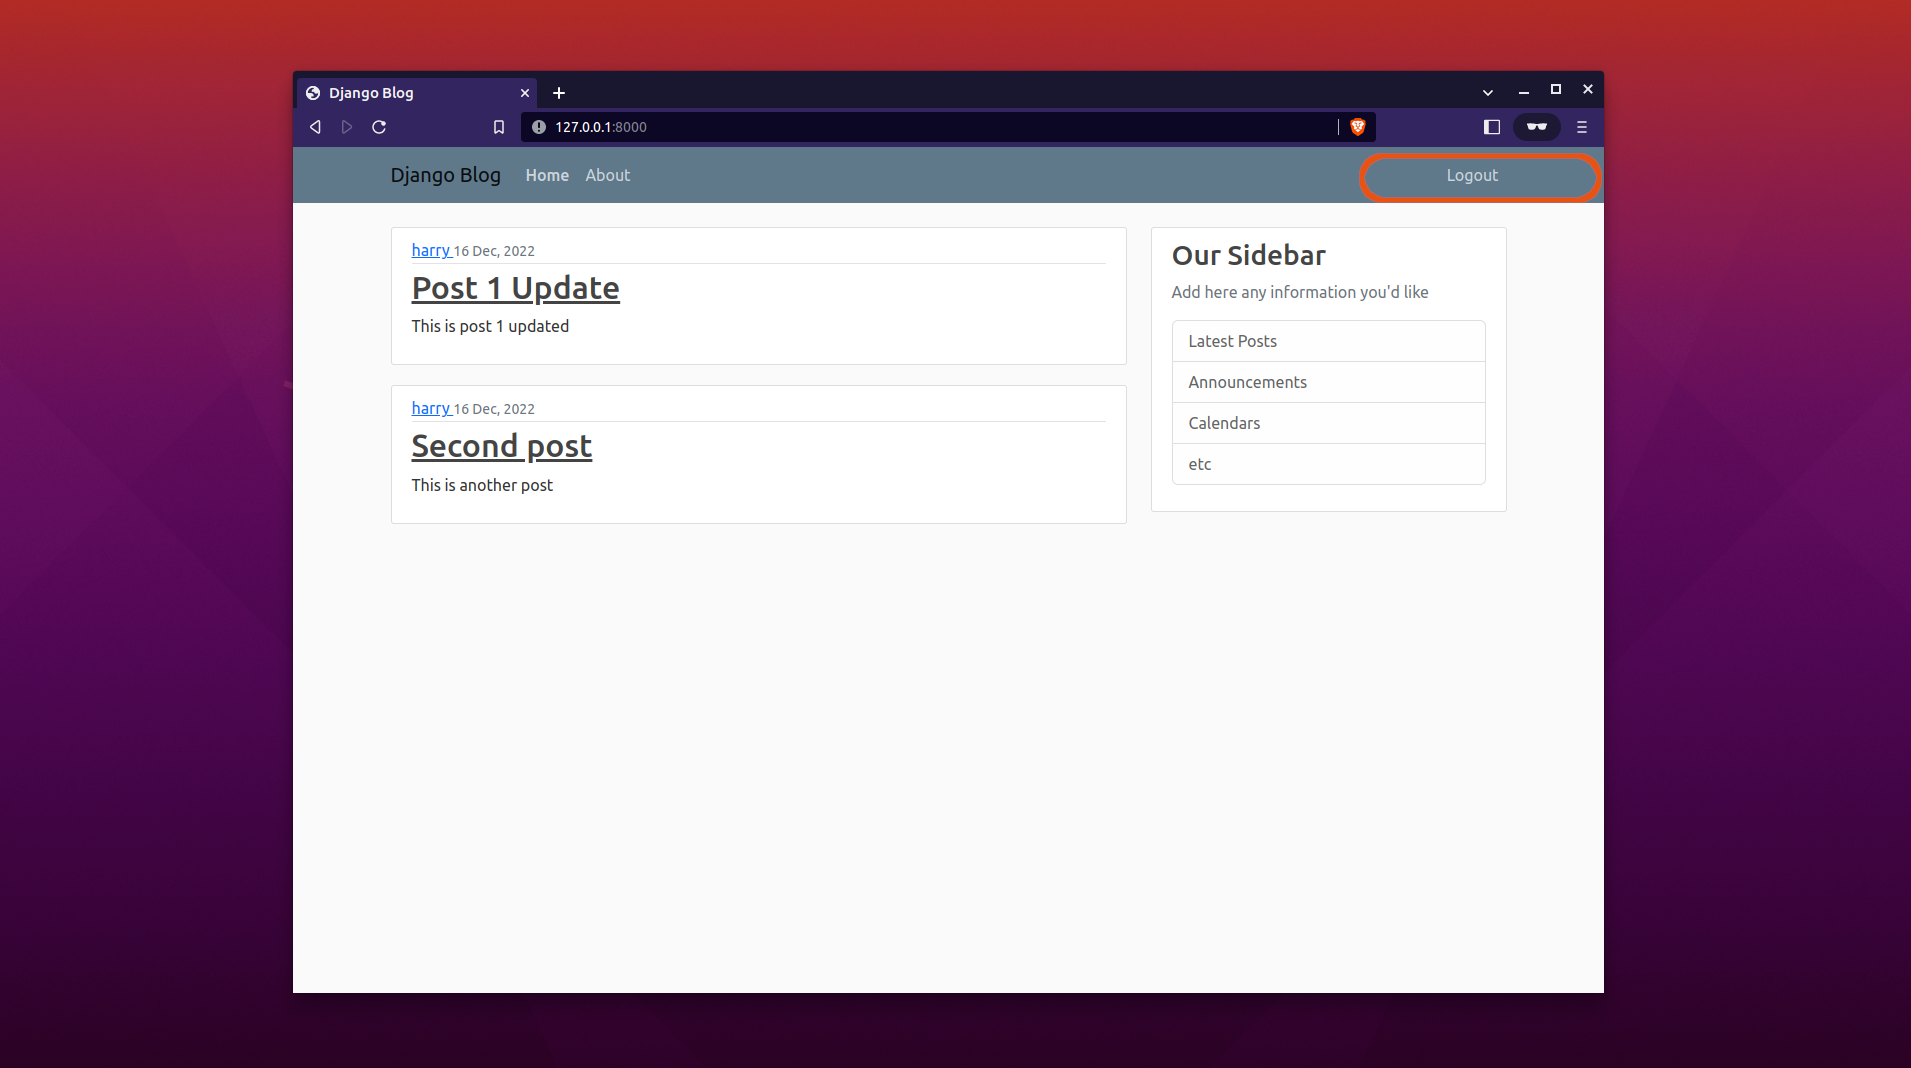 Django Blog
127.0.0.1:8000
Django Blog Home About Logout
harry 16 Dec, 2022
Post 1 Update
This is post 1 updated
harry 16 Dec, 2022
Second post
This is another post
Our Sidebar
Add here any information you'd like
Latest Posts
Announcements
Calendars
etc